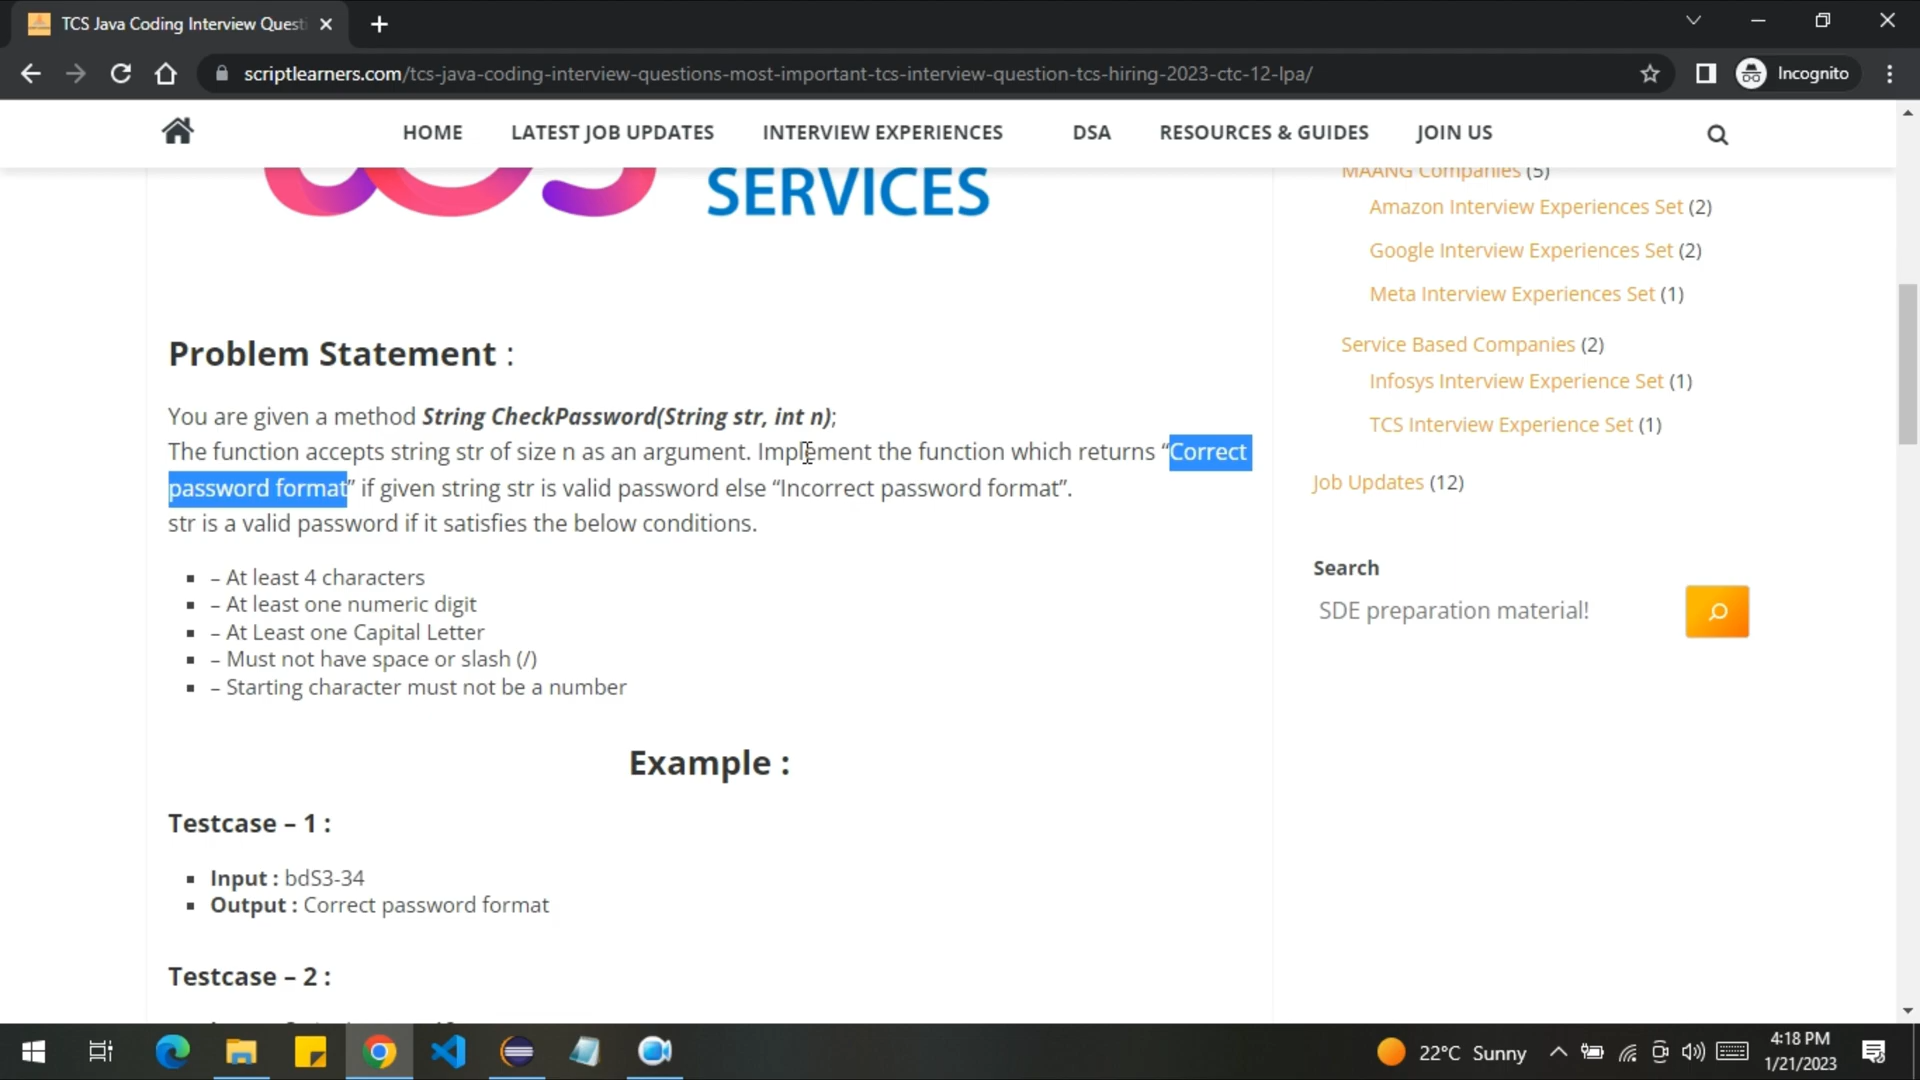 TCS Java Coding Interview Questi
scriptlearners.com/tcs-java-coding-interview-questions-most-important-tcs-interview-question-tcs-hiring-2023-ctc-12-lpa/
Incognito
HOME
LATEST JOB UPDATES
INTERVIEW EXPERIENCES
DSA
RESOURCES & GUIDES
JOIN US
SERVICES
Problem Statement :
You are given a method String CheckPassword(String str, int n);
The function accepts string str of size n as an argument. Implement the function which returns “Correct
password format” if given string str is valid password else “Incorrect password format”.
str is a valid password if it satisfies the below conditions.
– At least 4 characters
– At least one numeric digit
– At Least one Capital Letter
– Must not have space or slash (/)
– Starting character must not be a number
Example :
Testcase – 1 :
Input : bdS3-34
Output : Correct password format
Testcase – 2 :
MAANG Companies (5)
Amazon Interview Experiences Set (2)
Google Interview Experiences Set (2)
Meta Interview Experiences Set (1)
Service Based Companies (2)
Infosys Interview Experience Set (1)
TCS Interview Experience Set (1)
Job Updates (12)
Search
SDE preparation material!
22°C Sunny
4:18 PM
1/21/2023